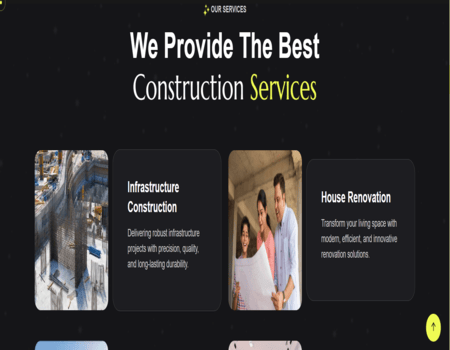 OUR SERVICES
We Provide The Best
Construction Services
Infrastructure
Construction
Delivering robust infrastructure
projects with precision, quality,
and long-lasting durability.
House Renovation
Transform your living space with
modern, efficient, and innovative
renovation solutions.